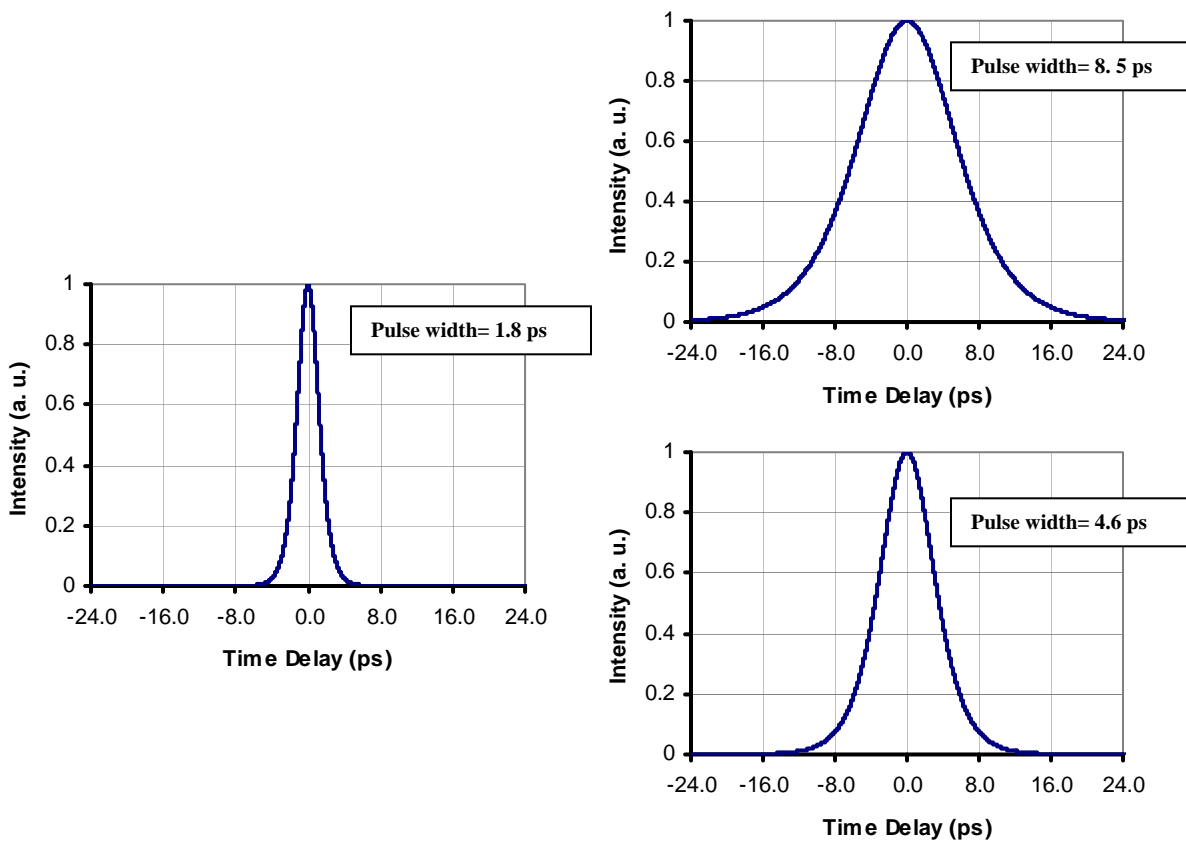 Intensity (a. u.)
1
0.8
0.6
0.4
0.2
0
Pulse width= 1.8 ps
-24.0 -16.0 -8.0 0.0 8.0 16.0 24.0
Time Delay (ps)
Intensity (a. u.)
1
0.8
0.6
0.4
0.2
0
Pulse width= 8. 5 ps
-24.0 -16.0 -8.0 0.0 8.0 16.0 24.0
Time Delay (ps)
Intensity (a. u.)
1
0.8
0.6
0.4
0.2
0
Pulse width= 4.6 ps
-24.0 -16.0 -8.0 0.0 8.0 16.0 24.0
Time Delay (ps)